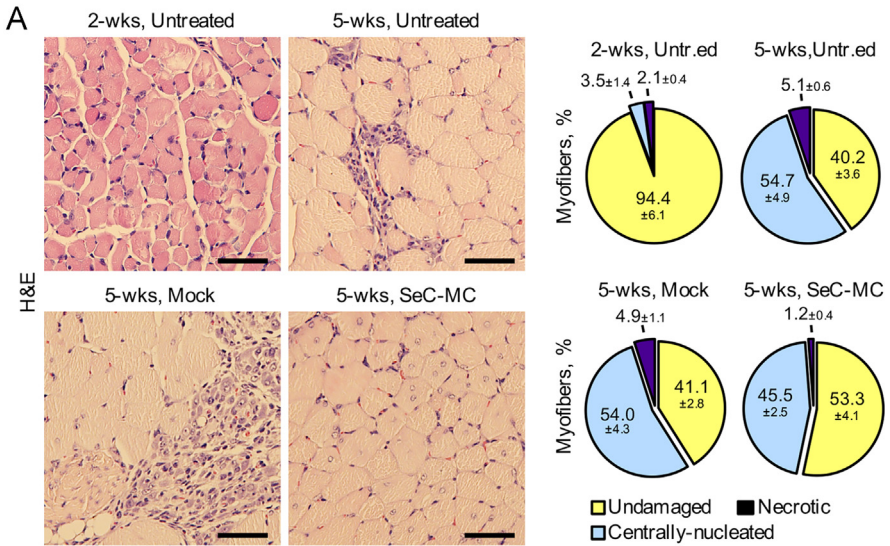 A
2-wks, Untreated
5-wks, Untreated
H&E
5-wks, Mock
5-wks, SeC-MC
2-wks, Untr.ed
5-wks,Untr.ed
Myofibers, %
3.5±1.4
2.1±0.4
94.4
±6.1
5.1±0.6
40.2
±3.6
54.7
±4.9
5-wks, Mock
5-wks, SeC-MC
Myofibers, %
4.9±1.1
41.1
±2.8
54.0
±4.3
1.2±0.4
45.5
±2.5
53.3
±4.1
Undamaged
Necrotic
Centrally-nucleated